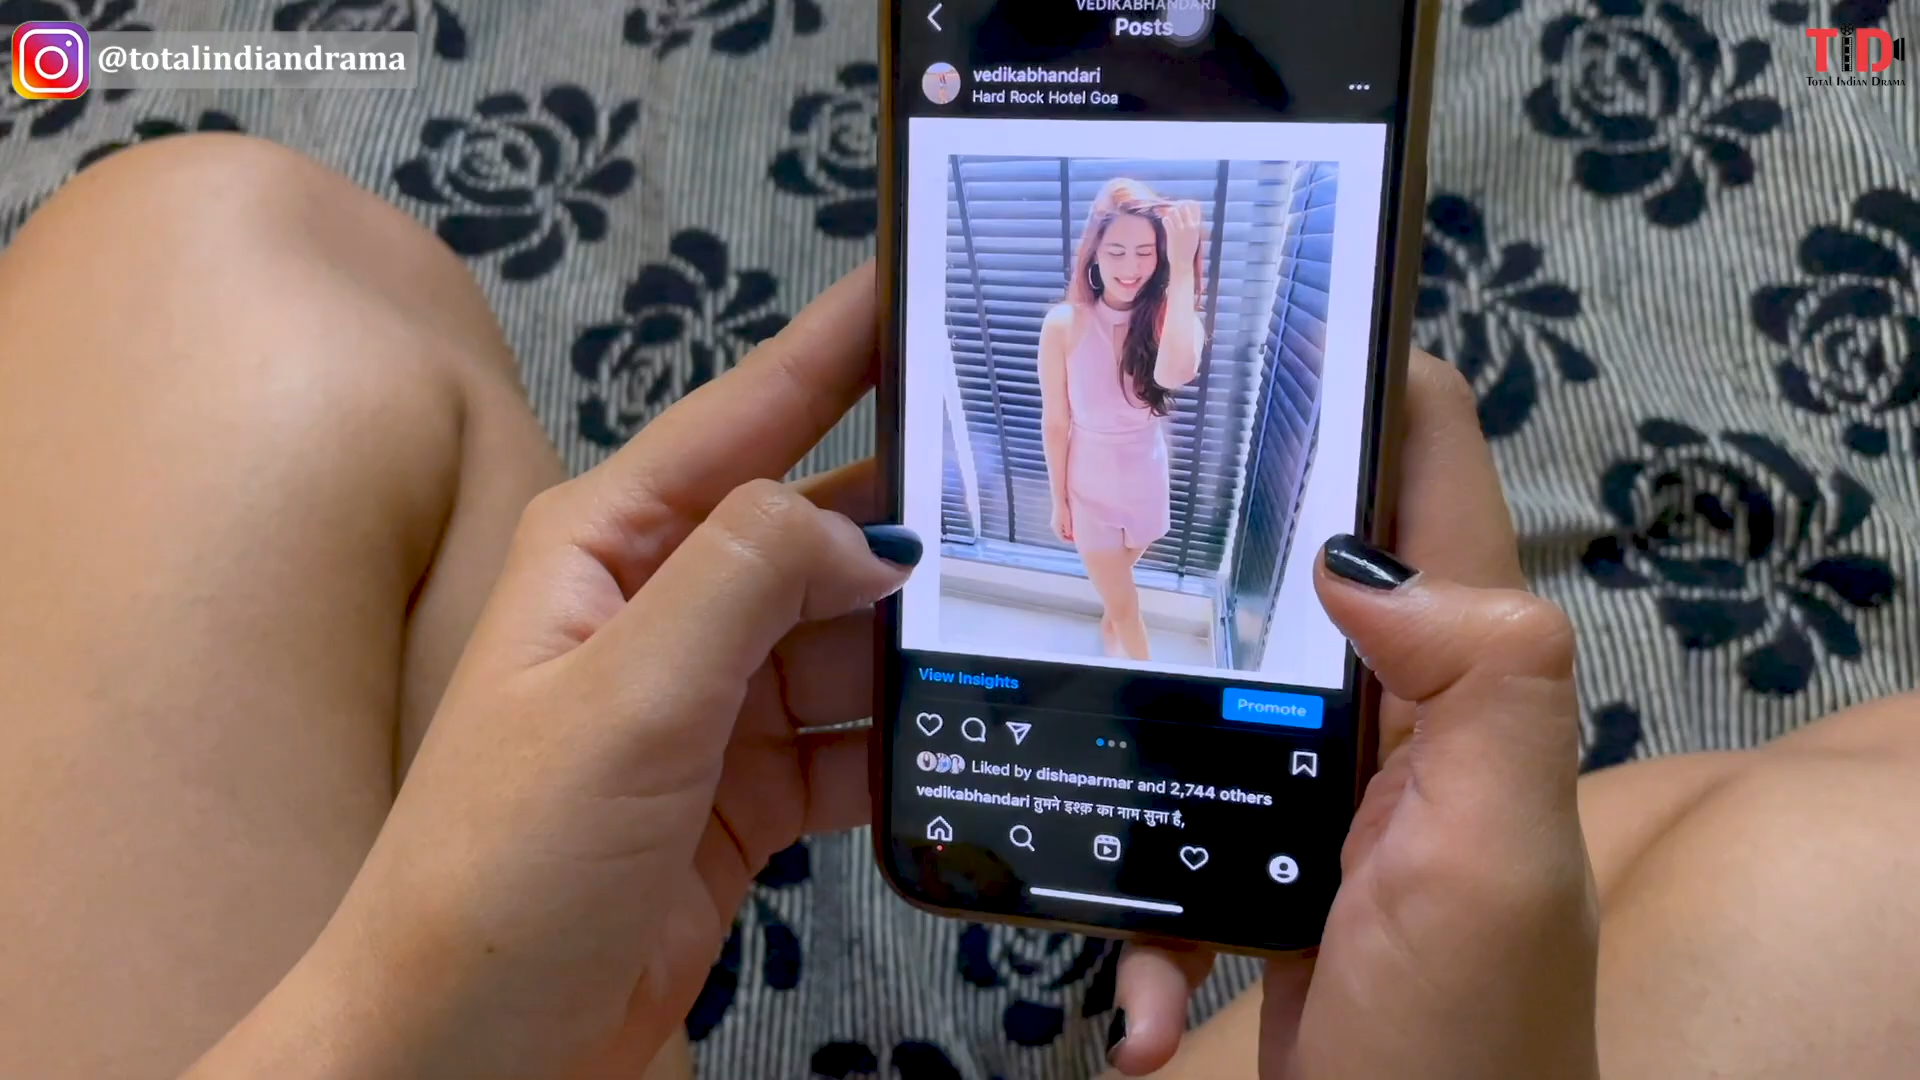 @totalindiandrama
TID
TOTAL INDIAN DRAMA
VEDIKABHANDARI
Posts
vedikabhandari
Hard Rock Hotel Goa
View Insights
Promote
Liked by dishaparmar and 2,744 others
vedikabhandari तुमने इश्क़ का नाम सुना है,